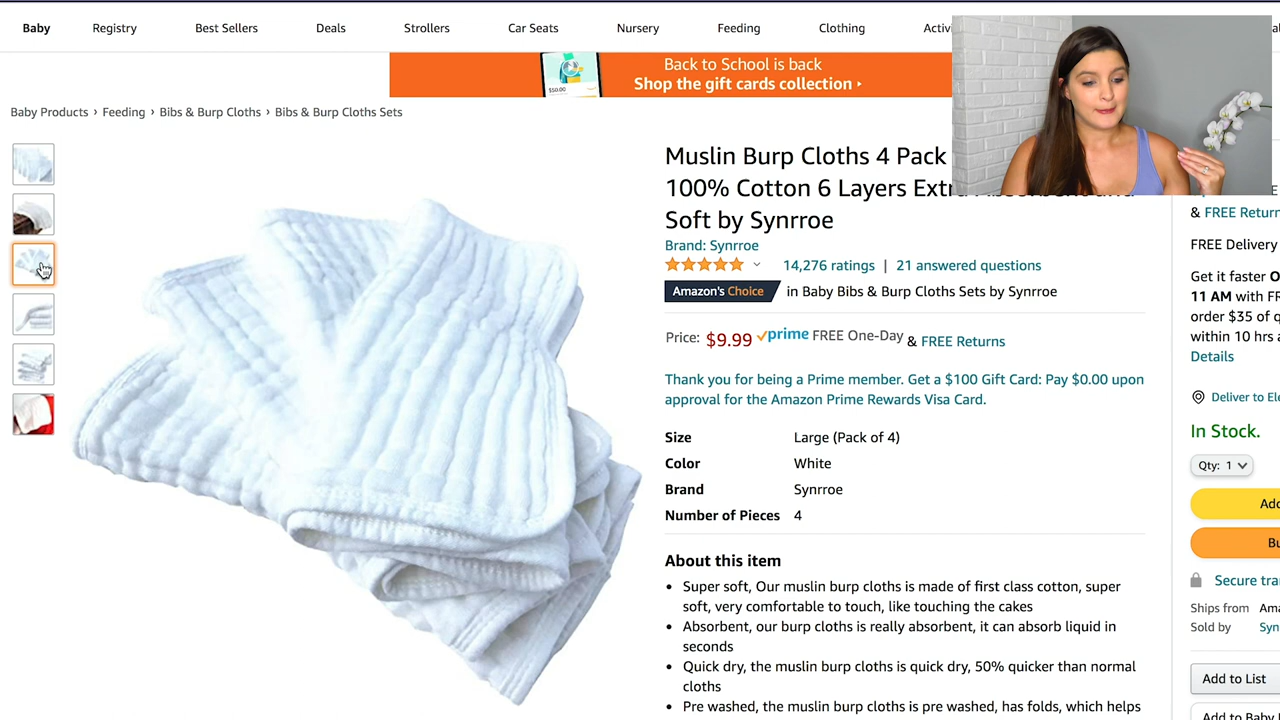 Baby
Registry
Best Sellers
Deals
Strollers
Car Seats
Nursery
Feeding
Clothing
Back to School is back
Shop the gift cards collection ▸
$50.00
Baby Products › Feeding › Bibs & Burp Cloths › Bibs & Burp Cloths Sets
Muslin Burp Cloths 4 Pack
100% Cotton 6 Layers
Soft by Synrroe
Brand: Synrroe
14,276 ratings | 21 answered questions
Amazon's Choice in Baby Bibs & Burp Cloths Sets by Synrroe
Price: $9.99 prime FREE One-Day & FREE Returns
Thank you for being a Prime member. Get a $100 Gift Card: Pay $0.00 upon
approval for the Amazon Prime Rewards Visa Card.
Size Large (Pack of 4)
Color White
Brand Synrroe
Number of Pieces 4
About this item
• Super soft, Our muslin burp cloths is made of first class cotton, super
soft, very comfortable to touch, like touching the cakes
• Absorbent, our burp cloths is really absorbent, it can absorb liquid in
seconds
• Quick dry, the muslin burp cloths is quick dry, 50% quicker than normal
cloths
• Pre washed, the muslin burp cloths is pre washed, has folds, which helps
& FREE
FREE Delivery
Get it faster
11 AM with
order $35 of
within 10 hrs
Details
Deliver to
In Stock.
Qty: 1
Secure
Ships from
Sold by
Add to List
Add to Baby